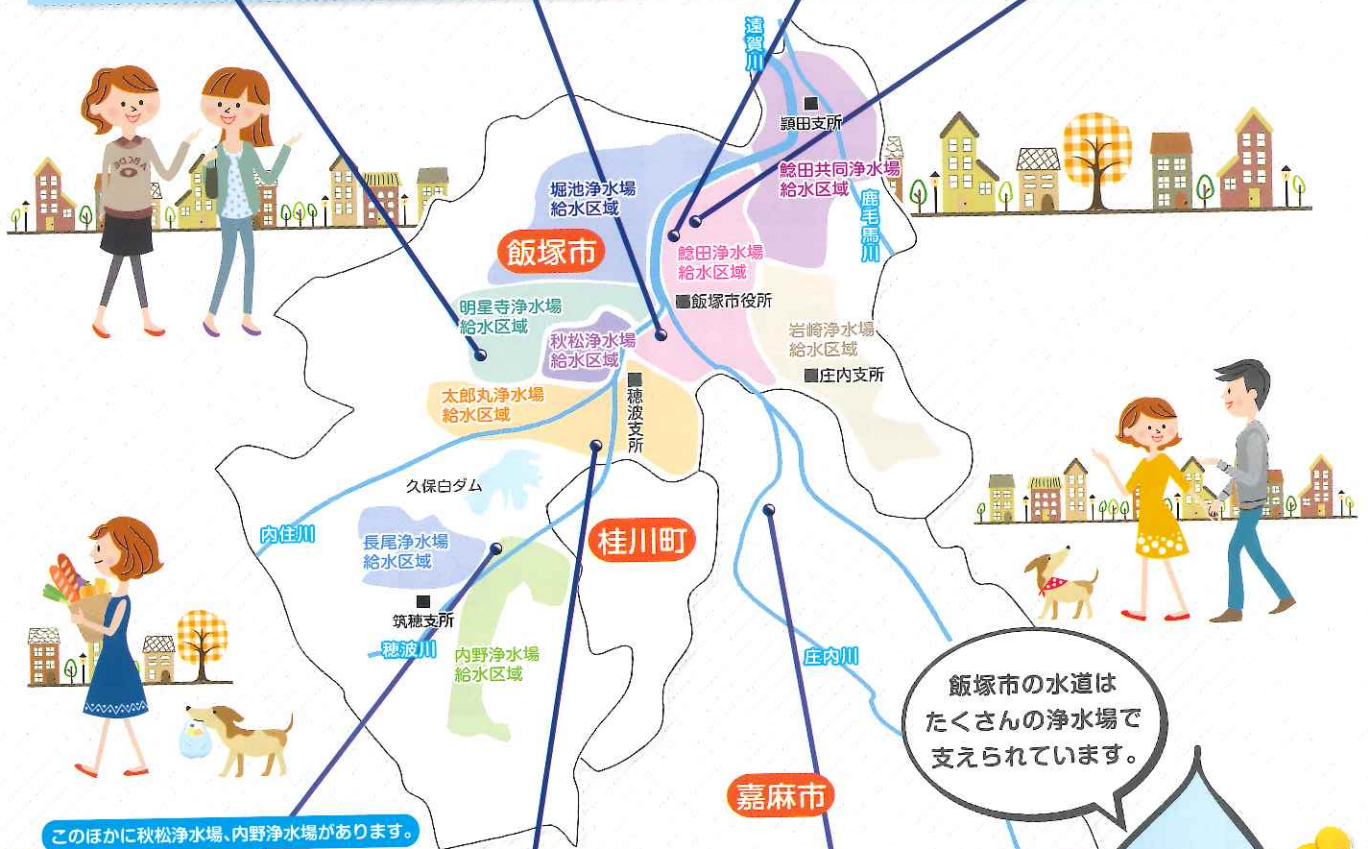 遠賀川
頴田支所
鯰田共同浄水場
給水区域
鹿毛馬川
堀池浄水場
給水区域
飯塚市
鯰田浄水場
給水区域
飯塚市役所
明星寺浄水場
給水区域
秋松浄水場
給水区域
岩崎浄水場
給水区域
庄内支所
太郎丸浄水場
給水区域
穂波支所
久保白ダム
内住川
長尾浄水場
給水区域
桂川町
筑穂支所
穂波川
内野浄水場
給水区域
庄内川
飯塚市の水道は
たくさんの浄水場で
支えられています。
嘉麻市
このほかに秋松浄水場、内野浄水場があります。
ABCDE